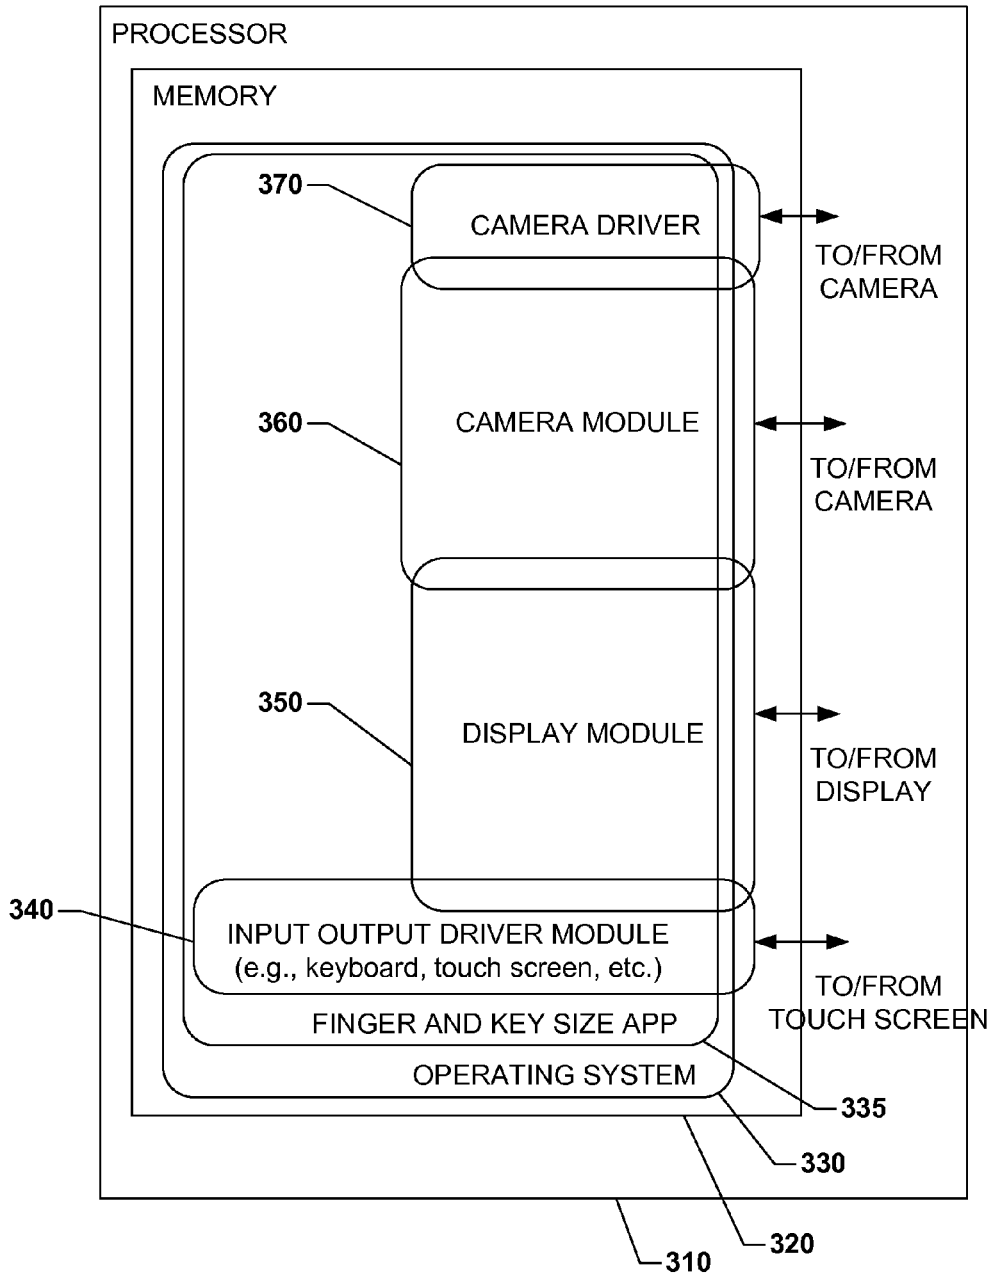 PROCESSOR
MEMORY
370
CAMERA DRIVER
TO/FROM
CAMERA
360
CAMERA MODULE
TO/FROM
CAMERA
350
DISPLAY MODULE
TO/FROM
DISPLAY
340
INPUT OUTPUT DRIVER MODULE
(e.g., keyboard, touch screen, etc.)
TO/FROM
TOUCH SCREEN
FINGER AND KEY SIZE APP
OPERATING SYSTEM
335
330
320
310